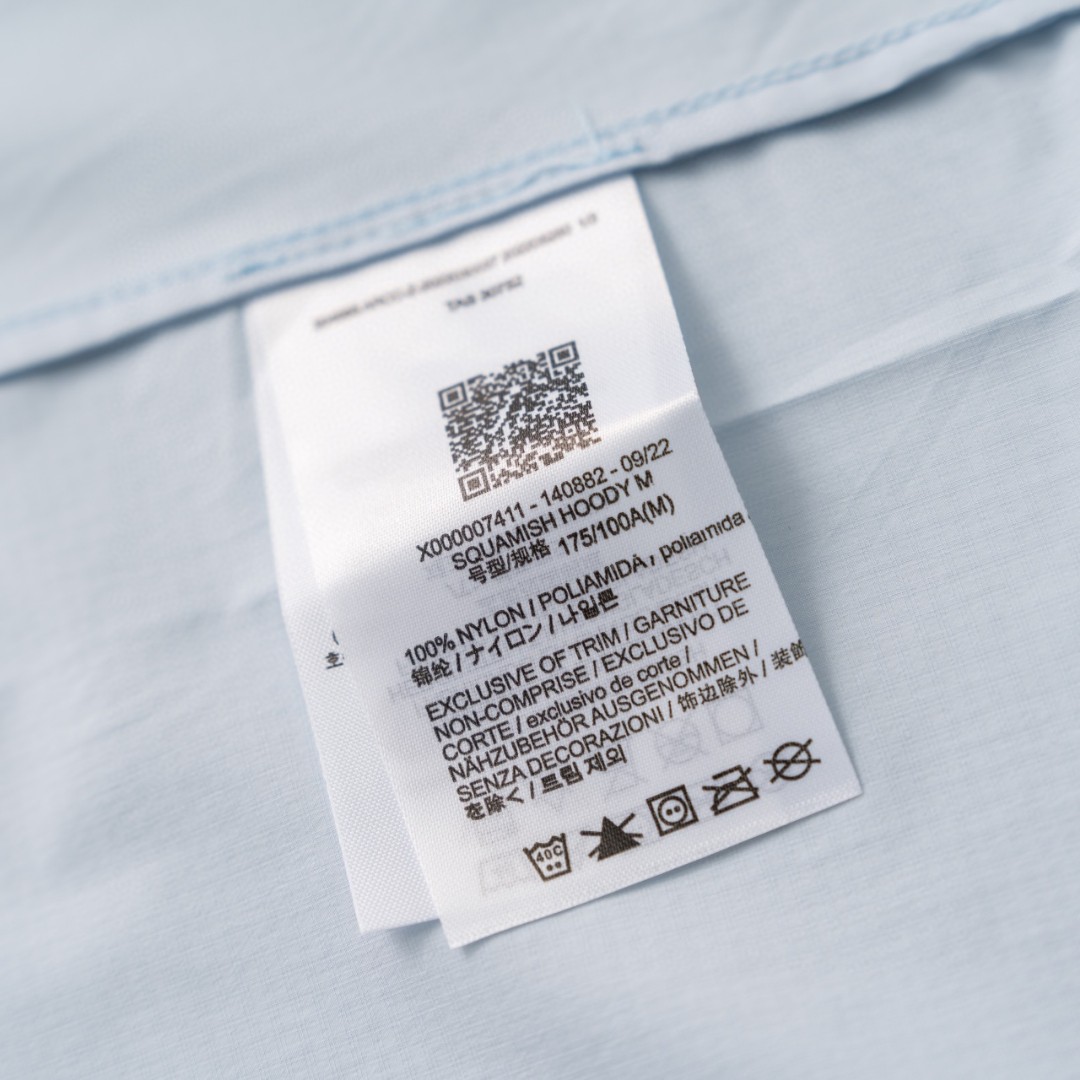 X000007411 - 140882 - 09/22
SQUAMISH HOODY M
号型/规格 175/100A(M)
100% NYLON / POLIAMIDA, poliamida
锦纶 / ナイロン / 나일론
EXCLUSIVE OF TRIM / GARNITURE
NON-COMPRISE / EXCLUSIVO DE
CORTE / exclusivo de corte /
NÄHZUBEHÖR AUSGENOMMEN /
SENZA DECORAZIONI / 饰边除外 / 装飾
を除く / 트림 제외
40C